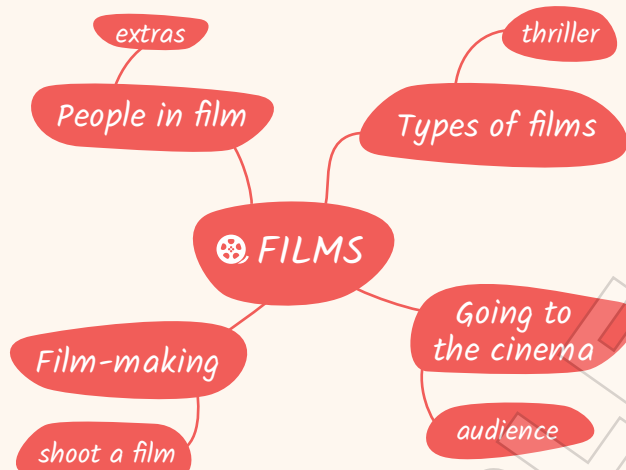 extras
thriller
People in film
Types of films
FILMS
Going to
the cinema
Film-making
audience
shoot a film